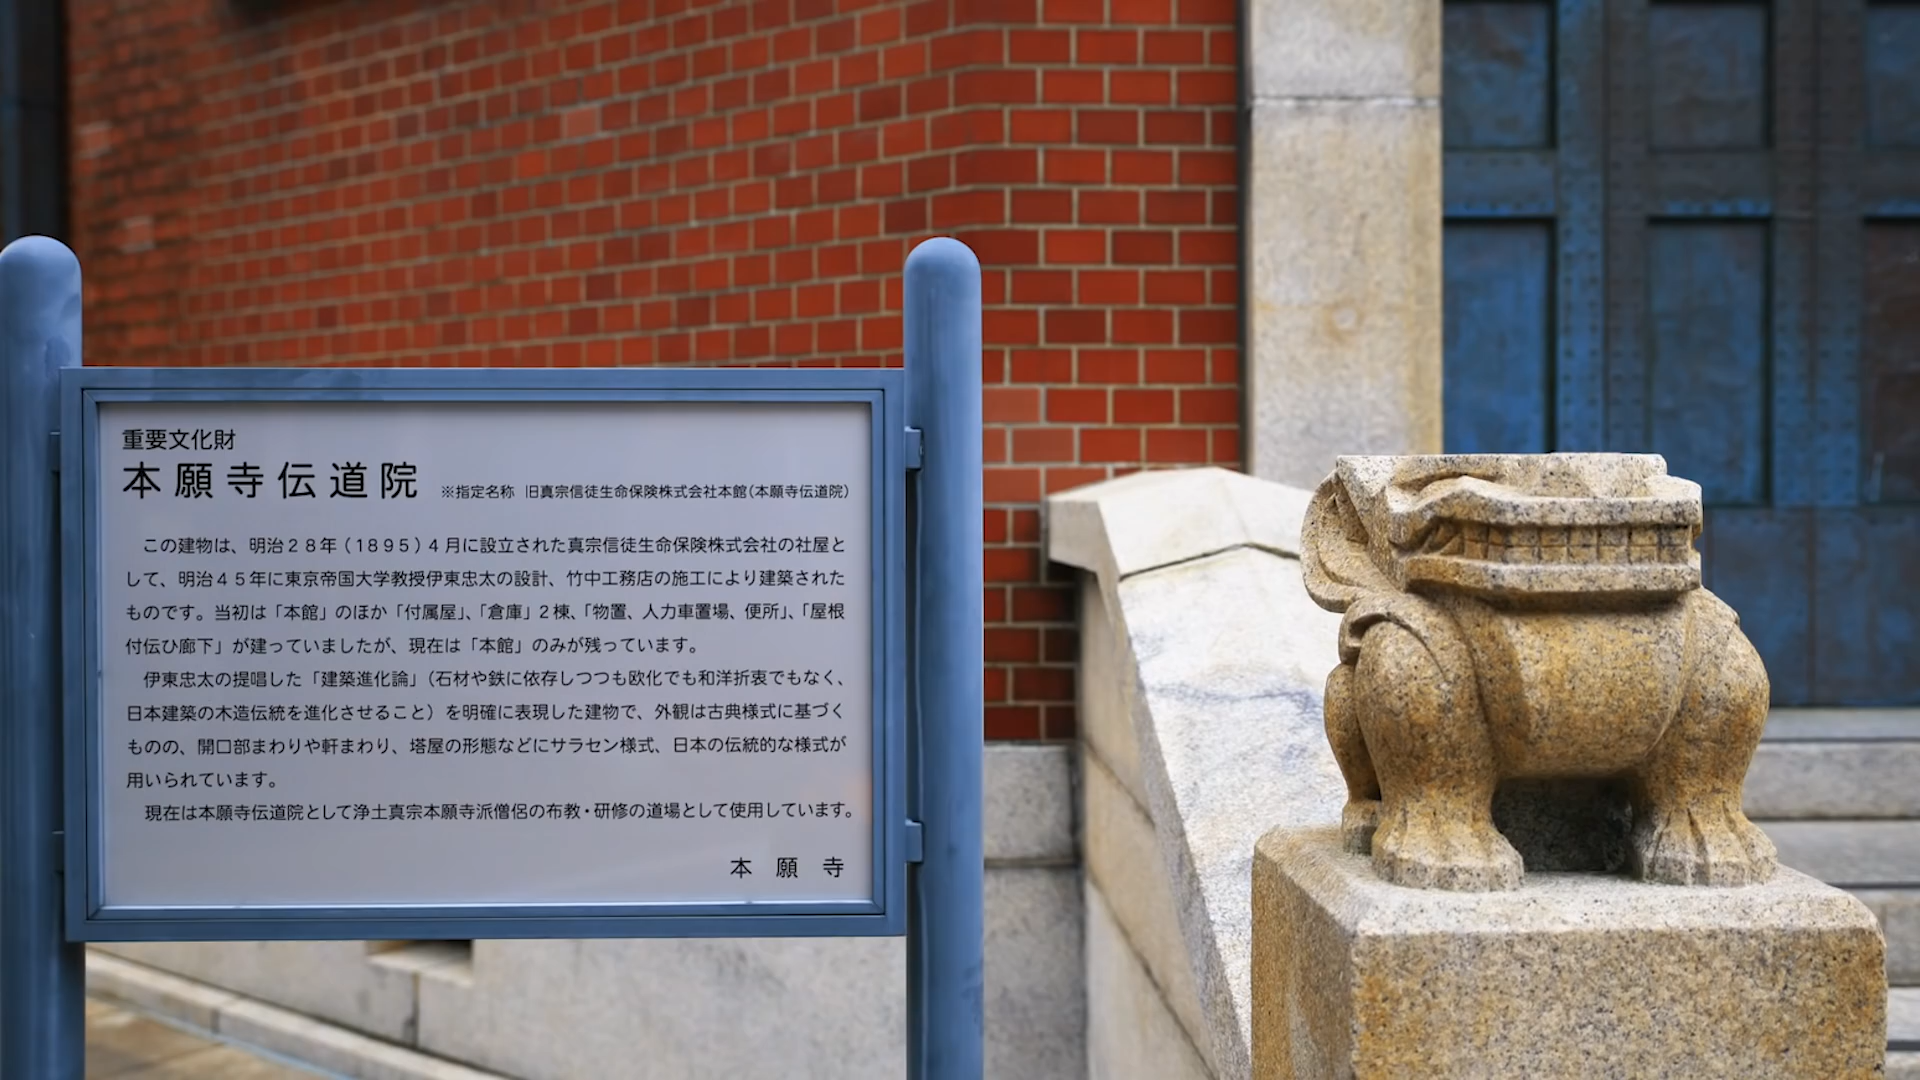 重要文化財
本願寺伝道院 ※指定名称 旧真宗信徒生命保険株式会社本館(本願寺伝道院)
この建物は、明治28年(1895)4月に設立された真宗信徒生命保険株式会社の社屋と
して、明治45年に東京帝国大学教授伊東忠太の設計、竹中工務店の施工により建築された
ものです。当初は「本館」のほか「付属屋」、「倉庫」2棟、「物置、人力車置場、便所」、「屋根
付伝ひ廊下」が建っていましたが、現在は「本館」のみが残っています。
伊東忠太の提唱した「建築進化論」(石材や鉄に依存しつつも欧化でも和洋折衷でもなく、
日本建築の木造伝統を進化させること)を明確に表現した建物で、外観は古典様式に基づく
ものの、開口部まわりや軒まわり、塔屋の形態などにサラセン様式、日本の伝統的な様式が
用いられています。
現在は本願寺伝道院として浄土真宗本願寺派僧侶の布教・研修の道場として使用しています。
本願寺